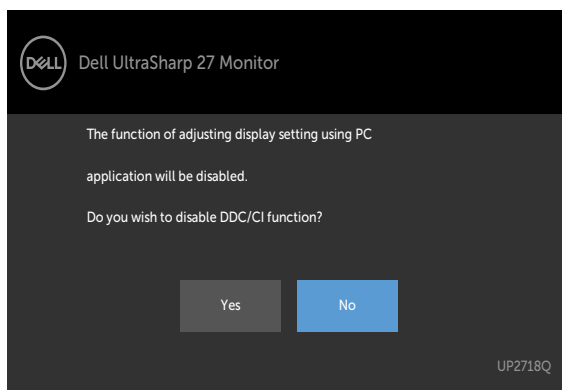 DELL
Dell UltraSharp 27 Monitor
The function of adjusting display setting using PC
application will be disabled.
Do you wish to disable DDC/CI function?
Yes
No
UP2718Q